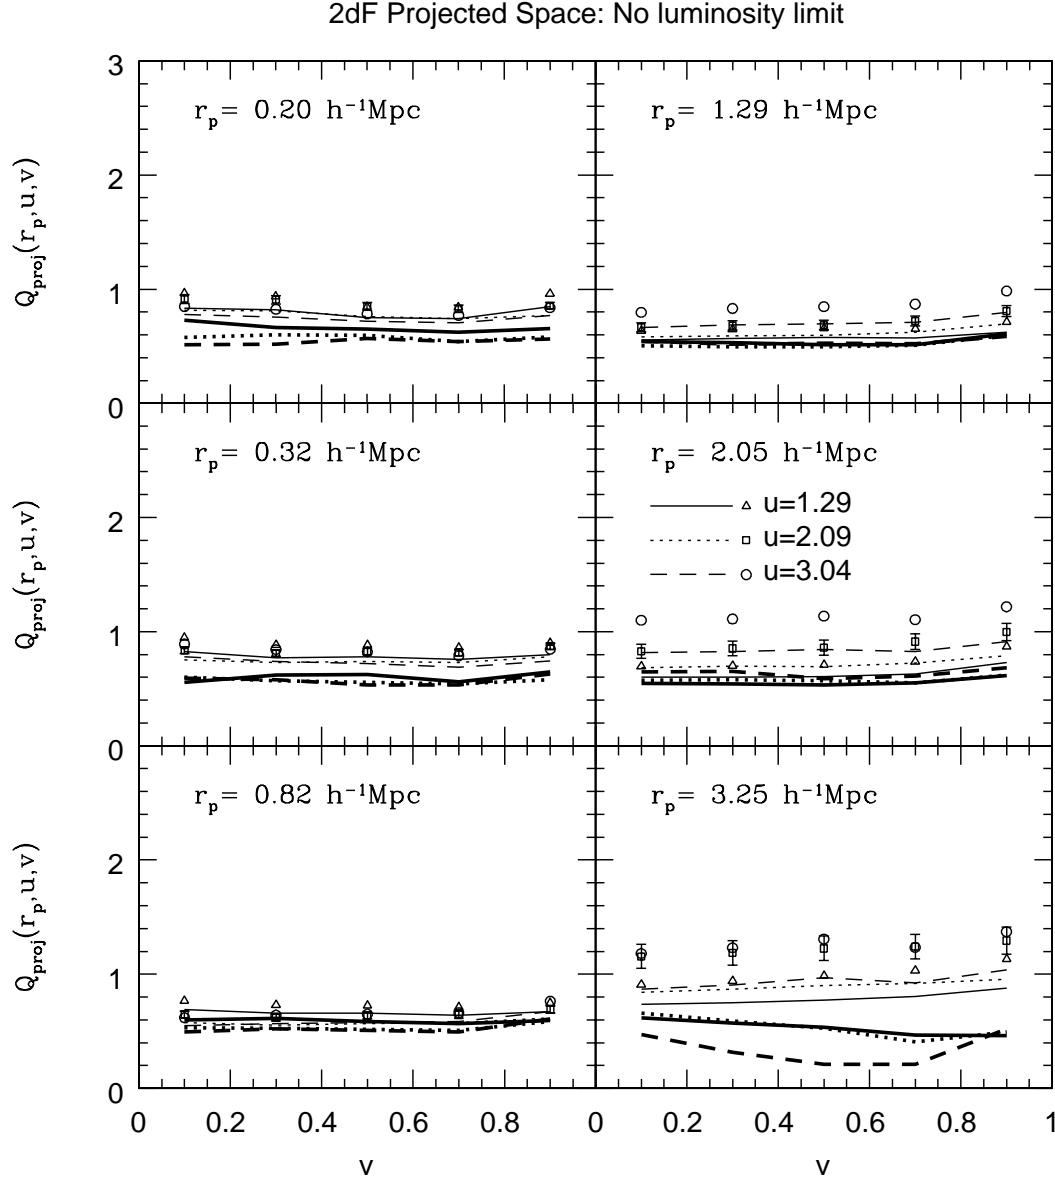 2dF Projected Space: No luminosity limit
3
2
1
0
Q_proj(r_p,u,v)
r_p= 0.20 h⁻¹Mpc
r_p= 1.29 h⁻¹Mpc
2
1
0
Q_proj(r_p,u,v)
r_p= 0.32 h⁻¹Mpc
r_p= 2.05 h⁻¹Mpc
u=1.29
u=2.09
u=3.04
2
1
0
Q_proj(r_p,u,v)
r_p= 0.82 h⁻¹Mpc
r_p= 3.25 h⁻¹Mpc
0 0.2 0.4 0.6 0.8 0 0.2 0.4 0.6 0.8 1
v v